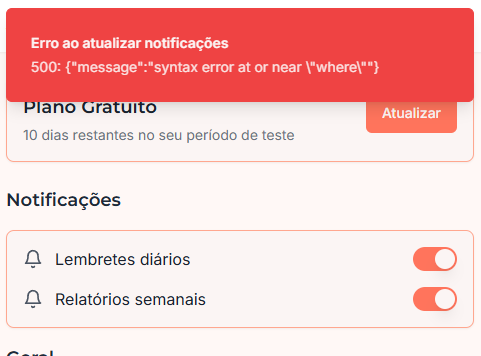 Erro ao atualizar notificações
500: {"message":"syntax error at or near \"where\""}
Plano Gratuito
10 dias restantes no seu período de teste
Atualizar
Notificações
Lembretes diários
Relatórios semanais
Geral